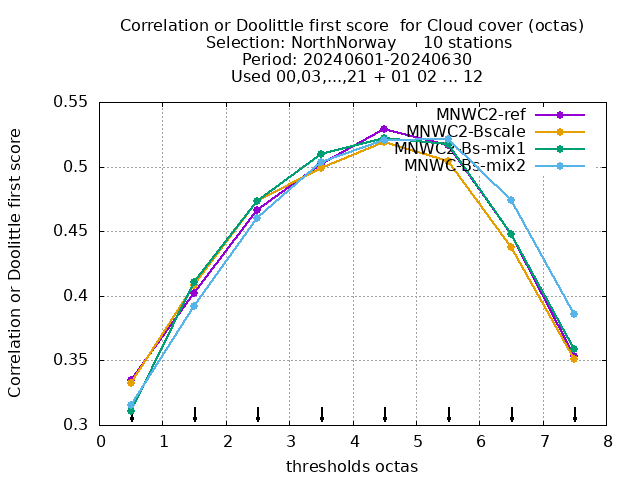 Correlation or Doolittle first score  for Cloud cover (octas)
Selection: NorthNorway     10 stations
Period: 20240601-20240630
Used 00,03,...,21 + 01 02 ... 12
MNWC2-ref
MNWC2-Bscale
MNWC2-Bs-mix1
MNWC-Bs-mix2
Correlation or Doolittle first score
0.55
0.5
0.45
0.4
0.35
0.3
0 1 2 3 4 5 6 7 8
thresholds octas